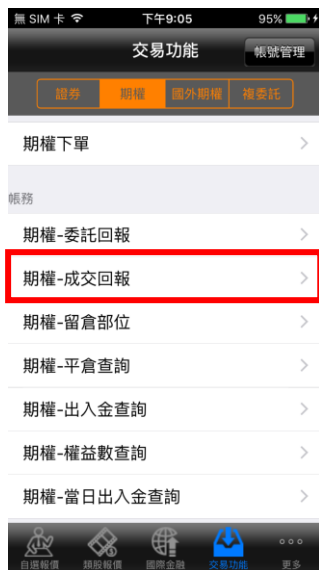 無 SIM 卡 下午9:05 95%
交易功能 帳號管理
證券 期權 國外期權 複委託
期權下單
帳務
期權-委託回報
期權-成交回報
期權-留倉部位
期權-平倉查詢
期權-出入金查詢
期權-權益數查詢
期權-當日出入金查詢
自選報價 類股報價 國際金融 交易功能 更多